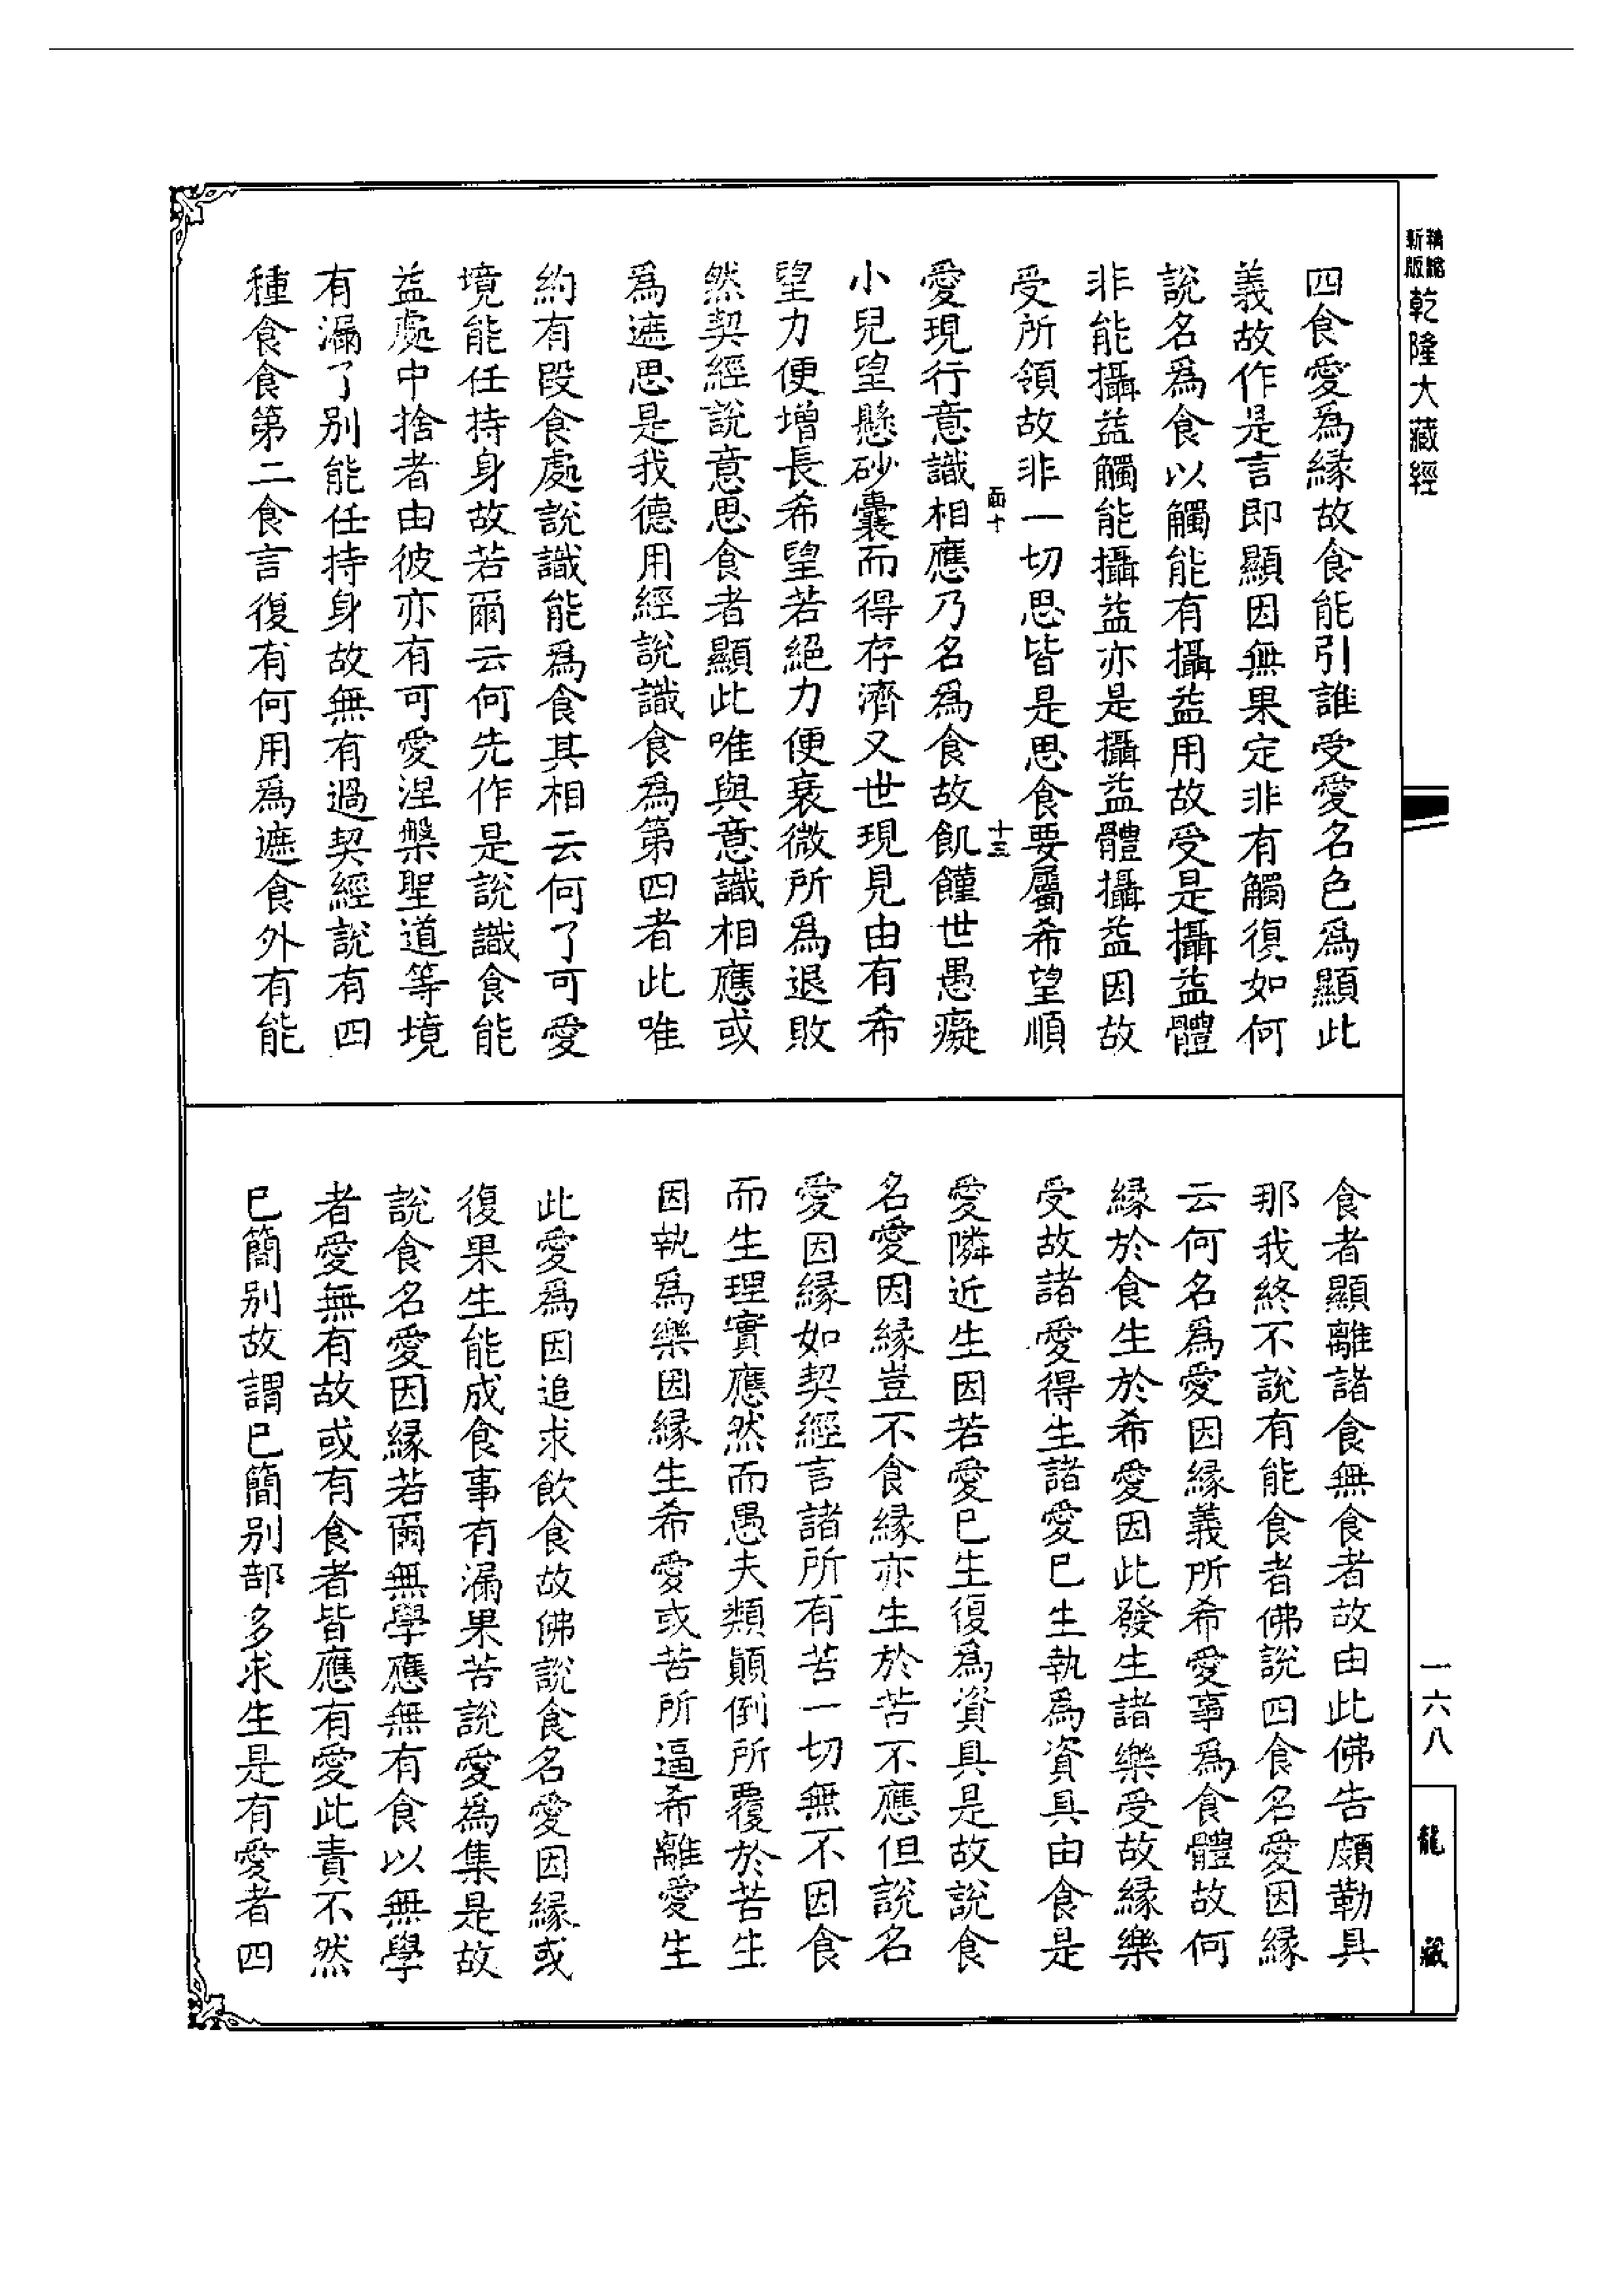 新版精縮乾隆大藏經
四食愛爲緣故食能引誰受愛名色爲顯此
義故作是言即顯因無果定非有觸復如何
說名爲食以觸能有攝益用故受是攝益體
非能攝益觸能攝益亦是攝益體攝益因故
受所領故非一切思皆是思食要屬希望順
愛現行意識相應乃名爲食故飢饉世愚癡
小兒望懸砂囊而得存濟又世現見由有希
望力便增長希望若絕力便衰微所爲退敗
然契經說意思食者顯此唯與意識相應或
爲遮思是我德用經說識食爲第四者此唯
約有段食處說識能爲食其相云何了可愛
境能任持身故若爾云何先作是說識食能
益處中捨者由彼亦有可愛涅槃聖道等境
有漏了別能任持身故無有過契經說有四
種食食第二食言復有何用爲遮食外有能
食者顯離諸食無食者故由此佛告頗勒具
那我終不說有能食者佛說四食名愛因緣
云何名爲愛因緣義所希愛事爲食體故何
緣於食生於希愛因此發生諸樂受故緣樂
受故諸愛得生諸愛已生執爲資具由食是
愛隣近生因若愛已生復爲資具是故說食
名愛因緣豈不食緣亦生於苦不應但說名
愛因緣如契經言諸所有苦一切無不因食
而生理實應然而愚夫類顛倒所覆於苦生
因執爲樂因緣生希愛或苦所逼希離愛生
此愛爲因追求飲食故佛說食名愛因緣或
復果生能成食事有漏果苦說愛爲集是故
說食名愛因緣若爾無學應無有食以無學
者愛無有故或有食者皆應有愛此責不然
已簡別故謂已簡別部多求生是有愛者四
十三
一六八
龍藏